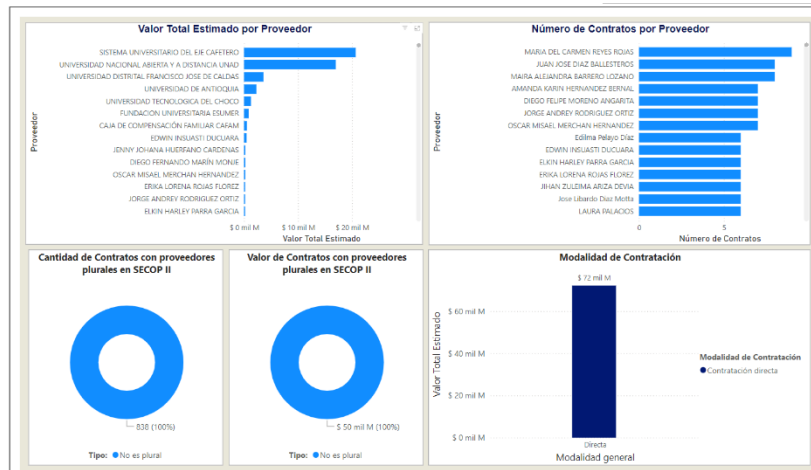 Valor Total Estimado por Proveedor
Proveedor
SISTEMA UNIVERSITARIO DEL EJE CAFETERO
UNIVERSIDAD NACIONAL ABIERTA Y A DISTANCIA UNAD
UNIVERSIDAD DISTRITAL FRANCISCO JOSE DE CALDAS
UNIVERSIDAD DE ANTIOQUIA
UNIVERSIDAD TECNOLOGICA DEL CHOCO
FUNDACION UNIVERSITARIA ESUMER
CAJA DE COMPENSACIÓN FAMILIAR CAFAM
EDWIN INSUASTI DUCUARA
JENNY JOHANA HUERFANO CARDENAS
DIEGO FERNANDO MARÍN MONJE
OSCAR MISAEL MERCHAN HERNANDEZ
ERIKA LORENA ROJAS FLOREZ
JORGE ANDREY RODRIGUEZ ORTIZ
ELKIN HARLEY PARRA GARCIA
$ 0 mil M $ 10 mil M $ 20 mil M
Valor Total Estimado
Número de Contratos por Proveedor
Proveedor
MARIA DEL CARMEN REYES ROJAS
JUAN JOSE DIAZ BALLESTEROS
MAIRA ALEJANDRA BARRERO LOZANO
AMANDA KARIN HERNANDEZ BERNAL
DIEGO FELIPE MORENO ANGARITA
JORGE ANDREY RODRIGUEZ ORTIZ
OSCAR MISAEL MERCHAN HERNANDEZ
Edilma Pelayo Díaz
EDWIN INSUASTI DUCUARA
ELKIN HARLEY PARRA GARCIA
ERIKA LORENA ROJAS FLOREZ
JIHAN ZULEIMA ARIZA DEVIA
Jose Libardo Diaz Motta
LAURA PALACIOS
0 5
Número de Contratos
Cantidad de Contratos con proveedores
plurales en SECOP II
838 (100%)
Tipo: No es plural
Valor de Contratos con proveedores
plurales en SECOP II
$ 50 mil M (100%)
Tipo: No es plural
Modalidad de Contratación
$ 72 mil M
Valor Total Estimado
$ 60 mil M
$ 40 mil M
$ 20 mil M
$ 0 mil M
Directa
Modalidad general
Modalidad de Contratación
Contratación directa